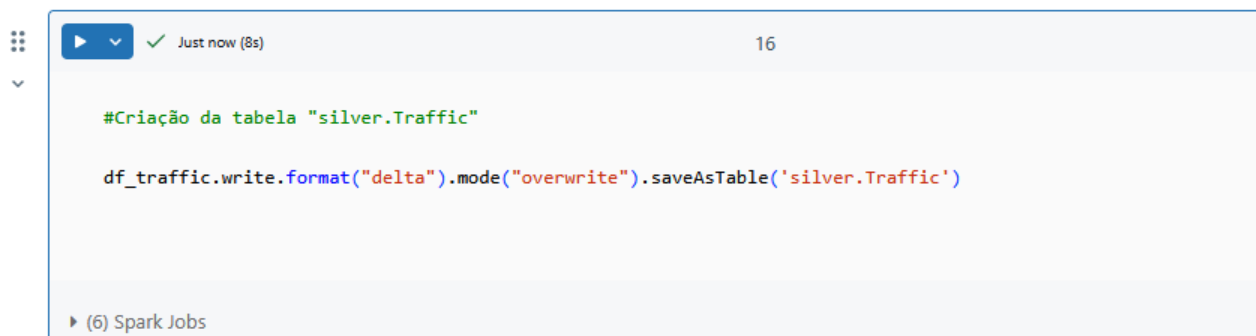 Just now (8s)
16
#Criação da tabela "silver.Traffic"
df_traffic.write.format("delta").mode("overwrite").saveAsTable('silver.Traffic')
(6) Spark Jobs